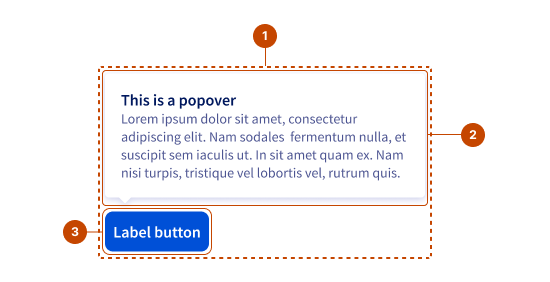 1
This is a popover
Lorem ipsum dolor sit amet, consectetur
adipiscing elit. Nam sodales fermentum nulla, et
suscipit sem iaculis ut. In sit amet quam ex. Nam
nisi turpis, tristique vel lobortis vel, rutrum quis.
2
3
Label button